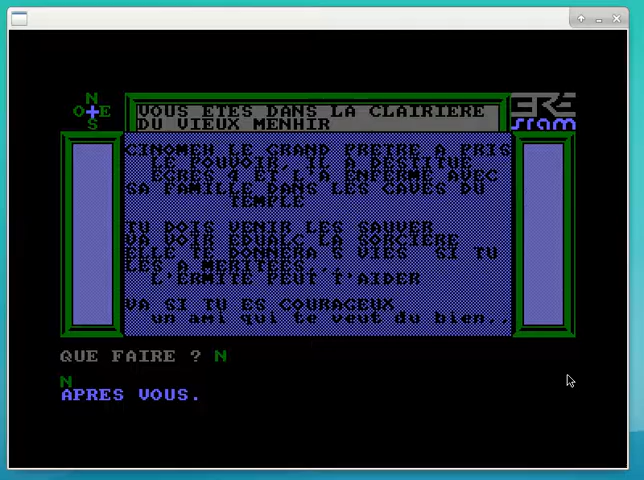 N
O E
S
VOUS ETES DANS LA CLAIRIERE
DU VIEUX MENHIR
ERE
sram
CINOMEH LE GRAND PRETRE A PRIS
LE POUVOIR, IL A DESTITUE
EGRES 4 ET L'A ENFERME AVEC
SA FAMILLE DANS LES CAVES DU
TEMPLE
TU DOIS VENIR LES SAUVER
VA VOIR EDUALC LA SORCIERE
ELLE TE DONNERA 5 VIES SI TU
LES A MERITEES...
L'ERMITE PEUT T'AIDER
VA SI TU ES COURAGEUX
un ami qui te veut du bien..
QUE FAIRE ? N
N
APRES VOUS.